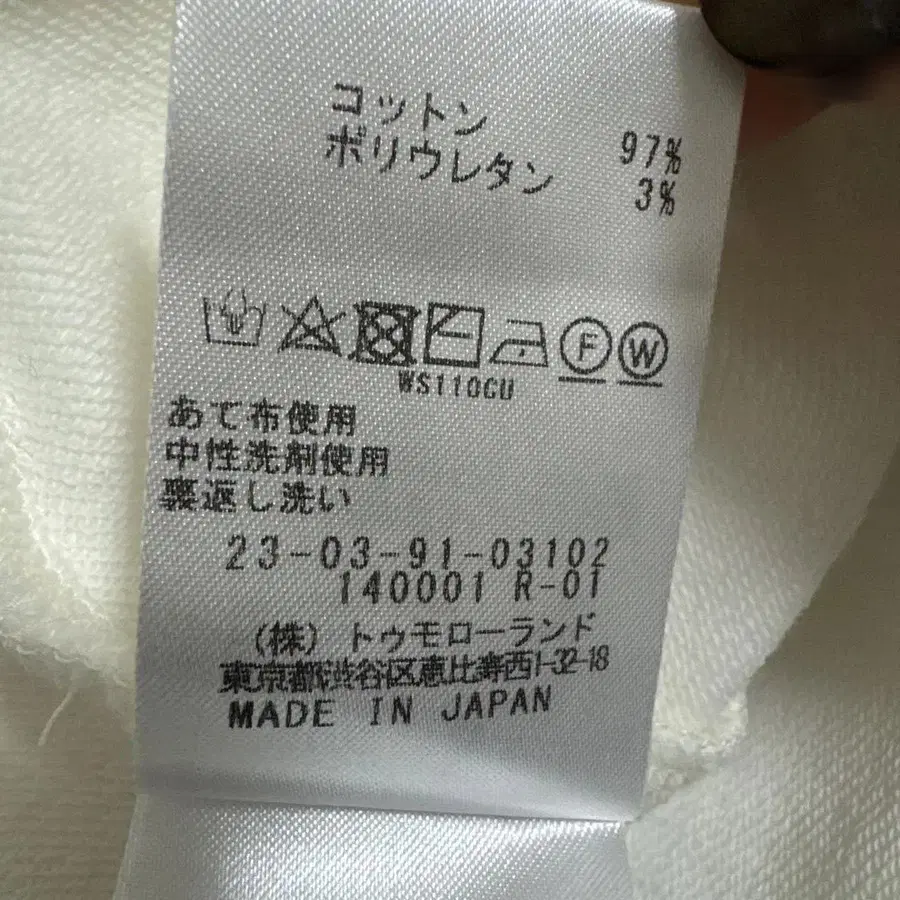 コットン 97%
ポリウレタン 3%
F W
WS110GU
あて布使用
中性洗剤使用
裏返し洗い
23-03-91-03102
140001 R-01
(株) トゥモローランド
東京都渋谷区恵比寿西1-32-18
MADE IN JAPAN